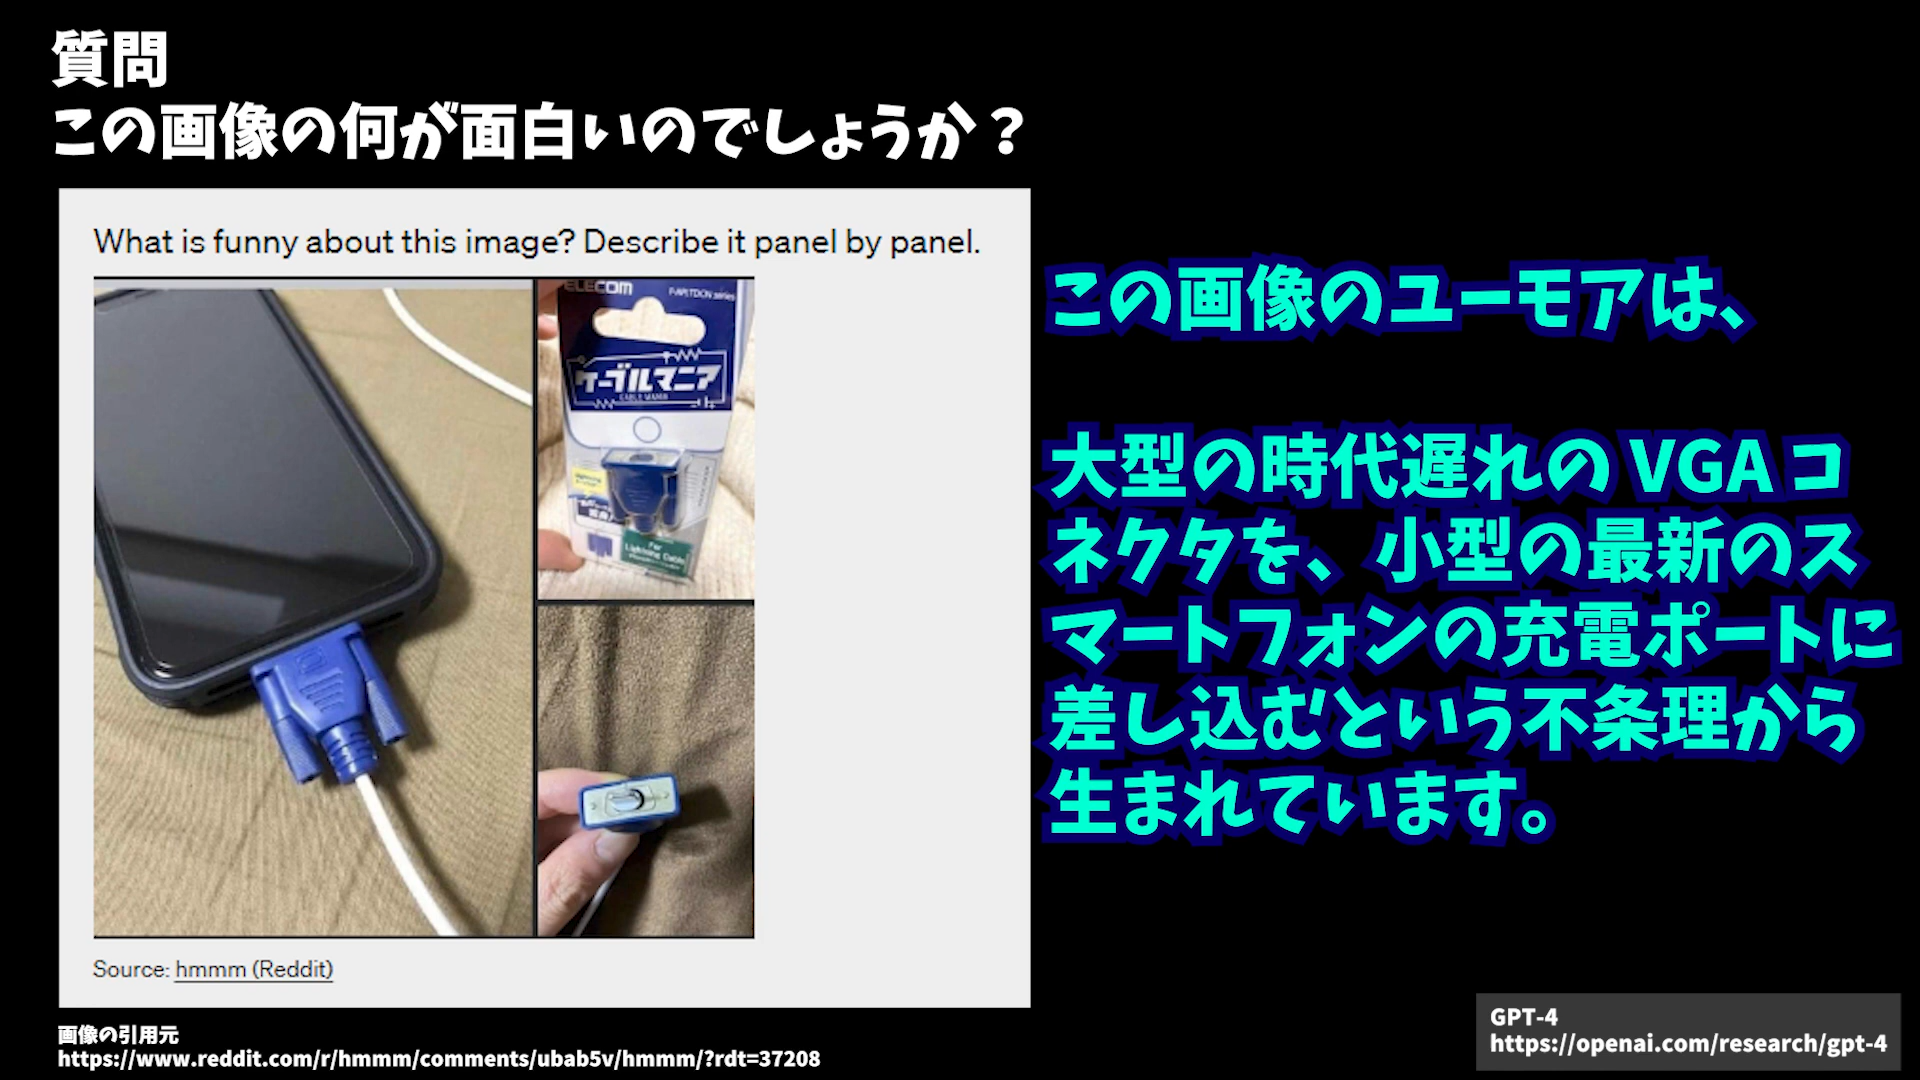 質問
この画像の何が面白いのでしょうか？
What is funny about this image? Describe it panel by panel.
ELECOM
ケーブルマニア
CABLE MANIA
For
Lightning Cable
Source: hmmm (Reddit)
この画像のユーモアは、
大型の時代遅れのVGAコ
ネクタを、小型の最新のス
マートフォンの充電ポートに
差し込むという不条理から
生まれています。
画像の引用元
https://www.reddit.com/r/hmmm/comments/ubab5v/hmmm/?rdt=37208
GPT-4
https://openai.com/research/gpt-4